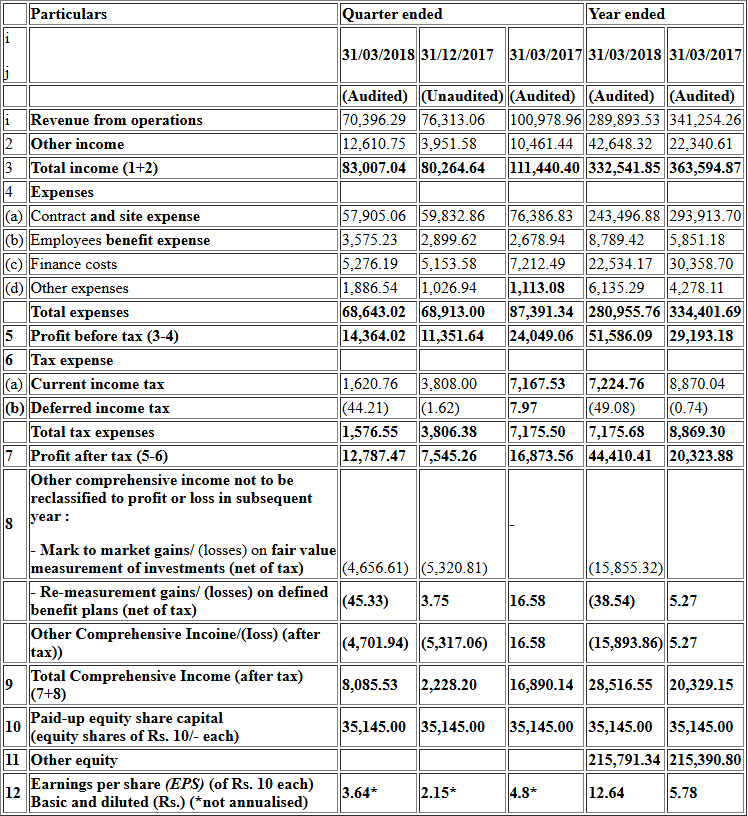 Particulars Quarter ended Year ended
i
j
31/03/2018 31/12/2017 31/03/2017 31/03/2018 31/03/2017
(Audited) (Unaudited) (Audited) (Audited) (Audited)
i Revenue from operations 70,396.29 76,313.06 100,978.96 289,893.53 341,254.26
2 Other income 12,610.75 3,951.58 10,461.44 42,648.32 22,340.61
3 Total income (1+2) 83,007.04 80,264.64 111,440.40 332,541.85 363,594.87
4 Expenses
(a) Contract and site expense 57,905.06 59,832.86 76,386.83 243,496.88 293,913.70
(b) Employees benefit expense 3,575.23 2,899.62 2,678.94 8,789.42 5,851.18
(c) Finance costs 5,276.19 5,153.58 7,212.49 22,534.17 30,358.70
(d) Other expenses 1,886.54 1,026.94 1,113.08 6,135.29 4,278.11
Total expenses 68,643.02 68,913.00 87,391.34 280,955.76 334,401.69
5 Profit before tax (3-4) 14,364.02 11,351.64 24,049.06 51,586.09 29,193.18
6 Tax expense
(a) Current income tax 1,620.76 3,808.00 7,167.53 7,224.76 8,870.04
(b) Deferred income tax (44.21) (1.62) 7.97 (49.08) (0.74)
Total tax expenses 1,576.55 3,806.38 7,175.50 7,175.68 8,869.30
7 Profit after tax (5-6) 12,787.47 7,545.26 16,873.56 44,410.41 20,323.88
Other comprehensive income not to be
reclassified to profit or loss in subsequent
year :
8 -
- Mark to market gains/ (losses) on fair value
measurement of investments (net of tax) (4,656.61) (5,320.81) (15,855.32)
- Re-measurement gains/ (losses) on defined
benefit plans (net of tax) (45.33) 3.75 16.58 (38.54) 5.27
Other Comprehensive Incoine/(Ioss) (after
tax)) (4,701.94) (5,317.06) 16.58 (15,893.86) 5.27
9 Total Comprehensive Income (after tax)
(7+8) 8,085.53 2,228.20 16,890.14 28,516.55 20,329.15
10 Paid-up equity share capital
(equity shares of Rs. 10/- each) 35,145.00 35,145.00 35,145.00 35,145.00 35,145.00
11 Other equity 215,791.34 215,390.80
12 Earnings per share (EPS) (of Rs. 10 each)
Basic and diluted (Rs.) (*not annualised) 3.64* 2.15* 4.8* 12.64 5.78